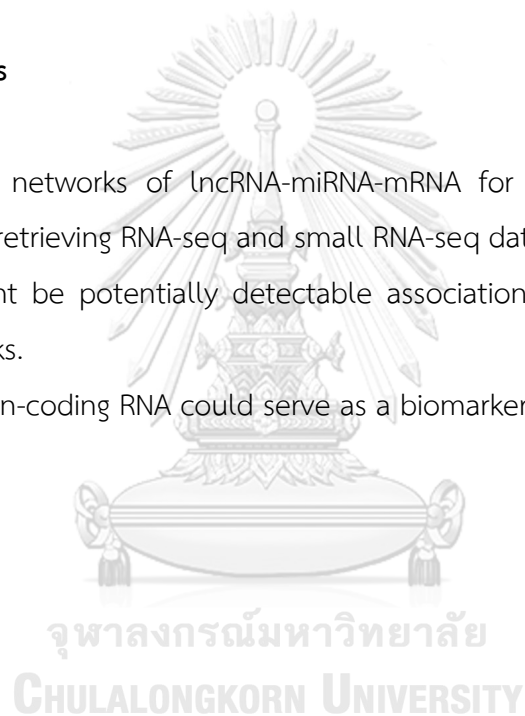 s
networks of lncRNA-miRNA-mRNA for
retrieving RNA-seq and small RNA-seq dat
nt be potentially detectable association
ks.
n-coding RNA could serve as a biomarker
จุฬาลงกรณ์มหาวิทยาลัย
CHULALONGKORN UNIVERSITY